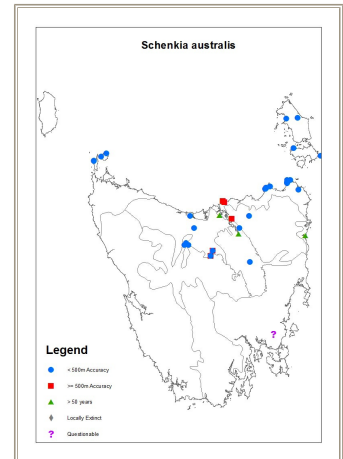 Schenkia australis
?
Legend
< 500m Accuracy
>= 500m Accuracy
> 50 years
Locally Extinct
? Questionable